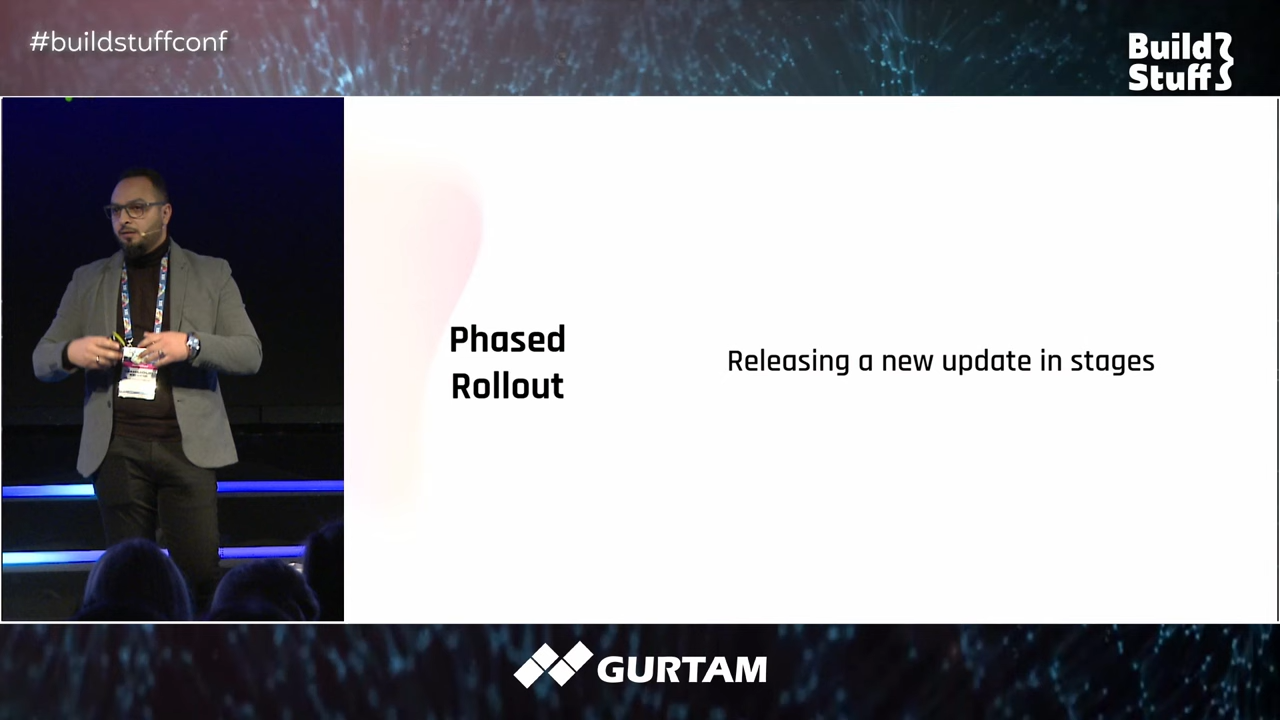 #buildstuffconf
Build
Stuff
Phased
Rollout
Releasing a new update in stages
GURTAM